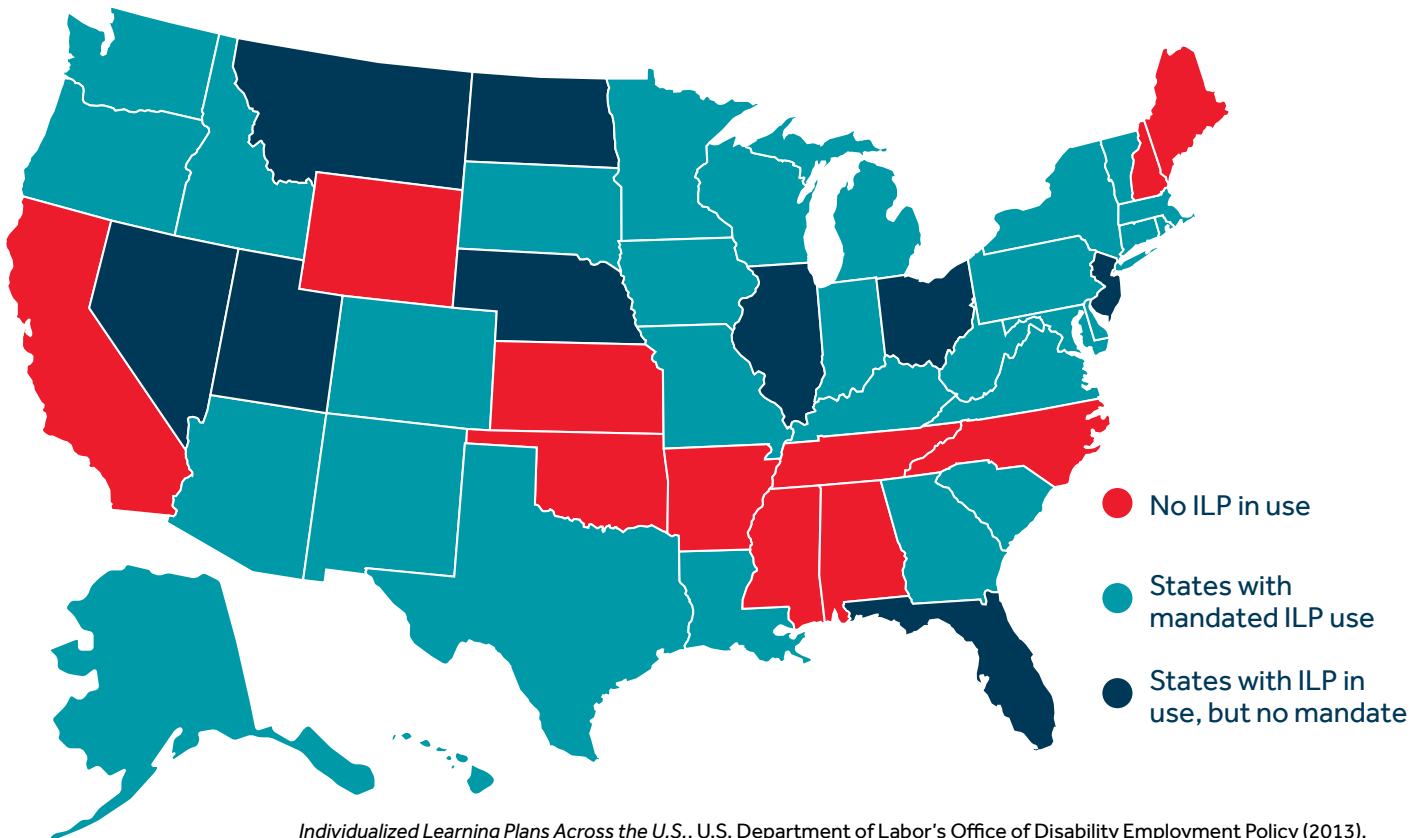 No ILP in use
States with
mandated ILP use
States with ILP in
use, but no mandate
Individualized Learning Plans Across the U.S., U.S. Department of Labor's Office of Disability Employment Policy (2013).